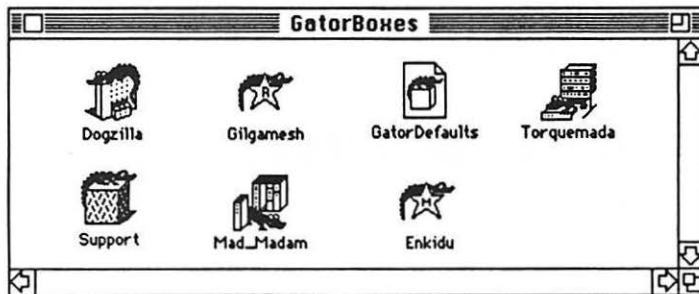 GatorBoxes
Dogzilla
Gilgamesh
GatorDefaults
Torquemada
R
Support
Mad_Madam
Enkidu
M